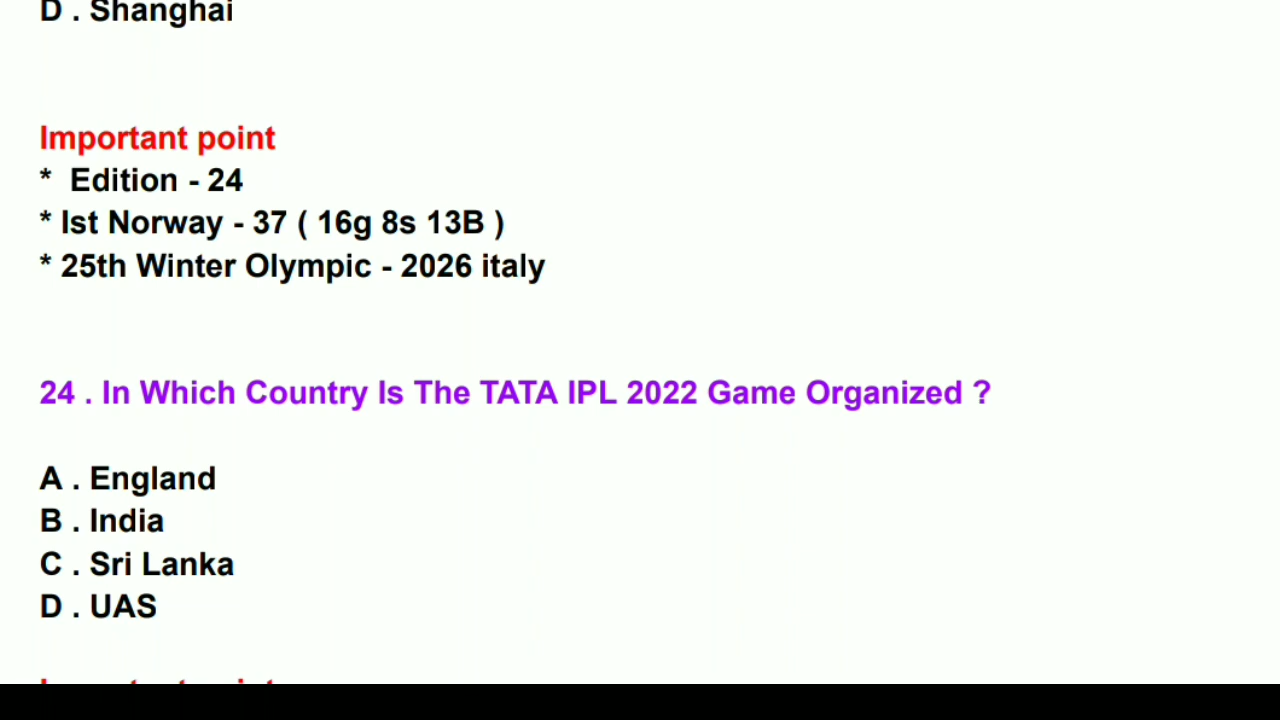 D . Shanghai
Important point
* Edition - 24
* Ist Norway - 37 ( 16g 8s 13B )
* 25th Winter Olympic - 2026 italy
24 . In Which Country Is The TATA IPL 2022 Game Organized ?
A . England
B . India
C . Sri Lanka
D . UAS